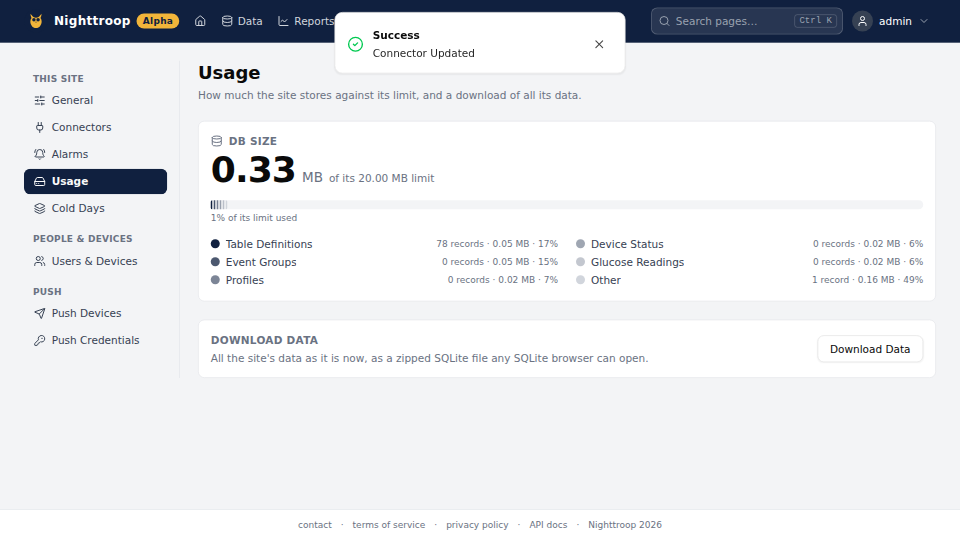 Nighttroop Alpha Data Reports Search pages... Ctrl K admin
Success
Connector Updated
THIS SITE
General
Connectors
Alarms
Usage
Cold Days
PEOPLE & DEVICES
Users & Devices
PUSH
Push Devices
Push Credentials
Usage
How much the site stores against its limit, and a download of all its data.
DB SIZE
0.33 MB of its 20.00 MB limit
1% of its limit used
Table Definitions 78 records · 0.05 MB · 17%
Event Groups 0 records · 0.05 MB · 15%
Profiles 0 records · 0.02 MB · 7%
Device Status 0 records · 0.02 MB · 6%
Glucose Readings 0 records · 0.02 MB · 6%
Other 1 record · 0.16 MB · 49%
DOWNLOAD DATA
All the site's data as it is now, as a zipped SQLite file any SQLite browser can open.
Download Data
contact · terms of service · privacy policy · API docs · Nighttroop 2026